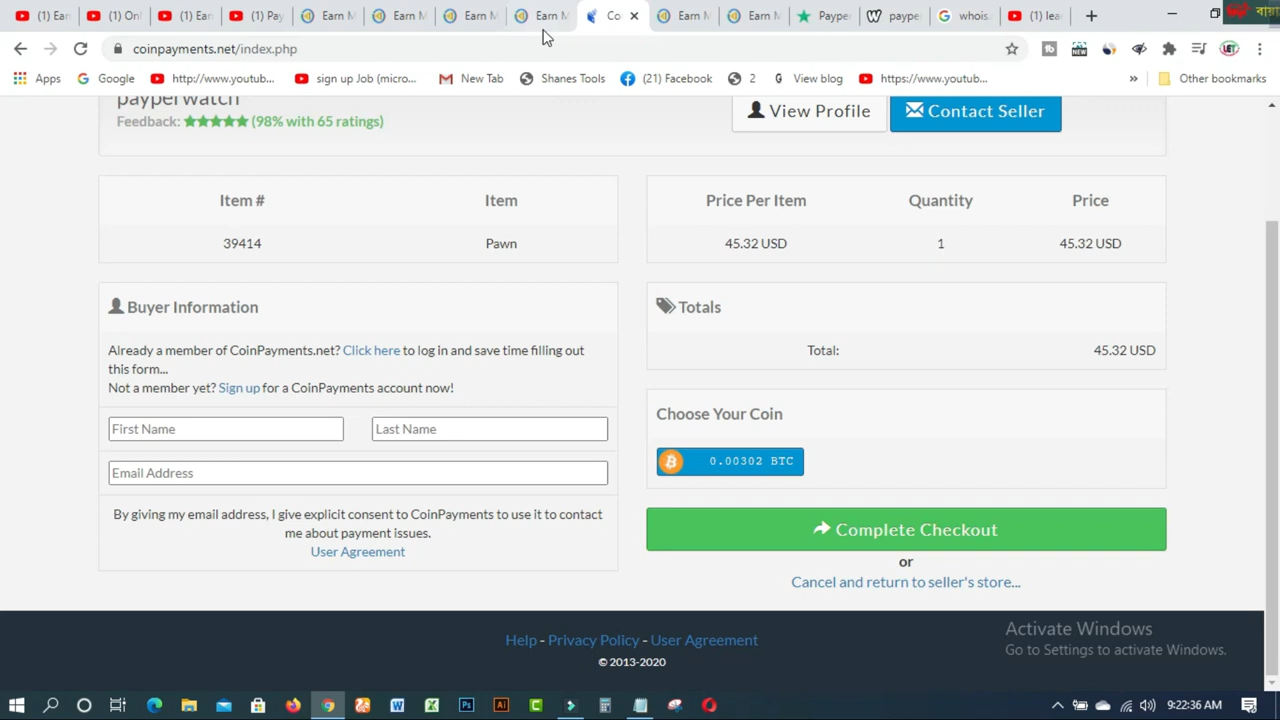 (1) Ear
(1) Onl
(1) Ear
(1) Pay
Earn M
Earn M
Earn M
Earn M
Co
Earn M
Earn M
Payper
paype
whois.
(1) lea
বায়া
coinpayments.net/index.php
NEW
Apps
Google
http://www.youtub...
sign up Job (micro...
New Tab
Shanes Tools
(21) Facebook
2
View blog
https://www.youtub...
»
Other bookmarks
payperwatch
Feedback: ★★★★★ (98% with 65 ratings)
View Profile
Contact Seller
Item # Item
39414 Pawn
Price Per Item Quantity Price
45.32 USD 1 45.32 USD
Buyer Information
Already a member of CoinPayments.net? Click here to log in and save time filling out
this form...
Not a member yet? Sign up for a CoinPayments account now!
First Name
Last Name
Email Address
By giving my email address, I give explicit consent to CoinPayments to use it to contact
me about payment issues.
User Agreement
Totals
Total: 45.32 USD
Choose Your Coin
0.00302 BTC
Complete Checkout
or
Cancel and return to seller's store...
Help - Privacy Policy - User Agreement
© 2013-2020
Activate Windows
Go to Settings to activate Windows.
9:22:36 AM